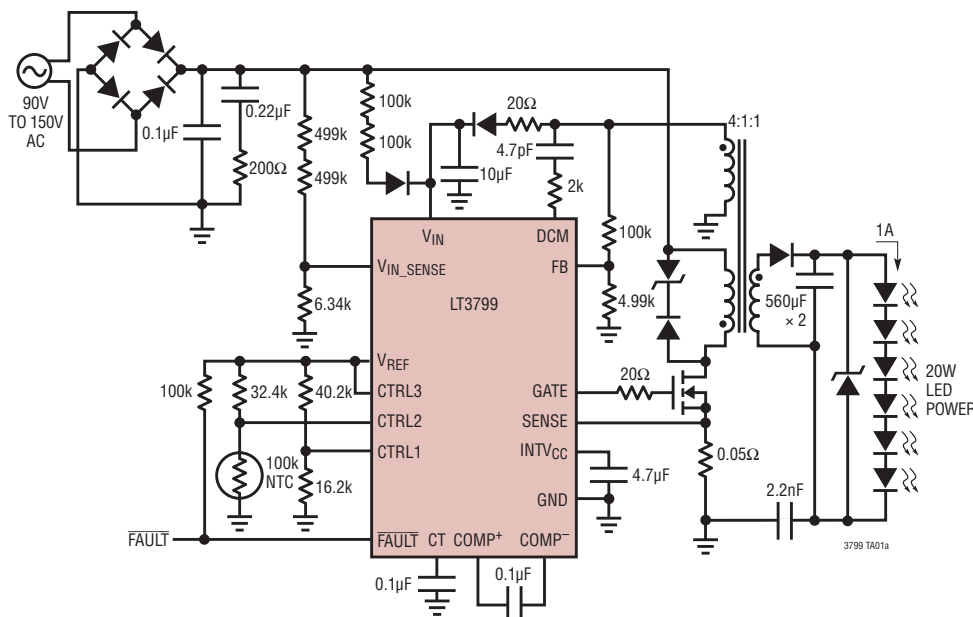 90V
TO 150V
AC
0.1µF
0.22µF
200Ω
499k
499k
6.34k
100k
100k
10µF
20Ω
4.7pF
2k
100k
4.99k
4:1:1
1A
560µF
× 2
20W
LED
POWER
V_IN
DCM
V_IN_SENSE
FB
LT3799
V_REF
CTRL3
CTRL2
CTRL1
GATE
SENSE
INTV_CC
GND
FAULT
CT
COMP⁺
COMP⁻
100k
32.4k
40.2k
100k
NTC
16.2k
FAULT
20Ω
0.05Ω
4.7µF
2.2nF
0.1µF
0.1µF
3799 TA01a